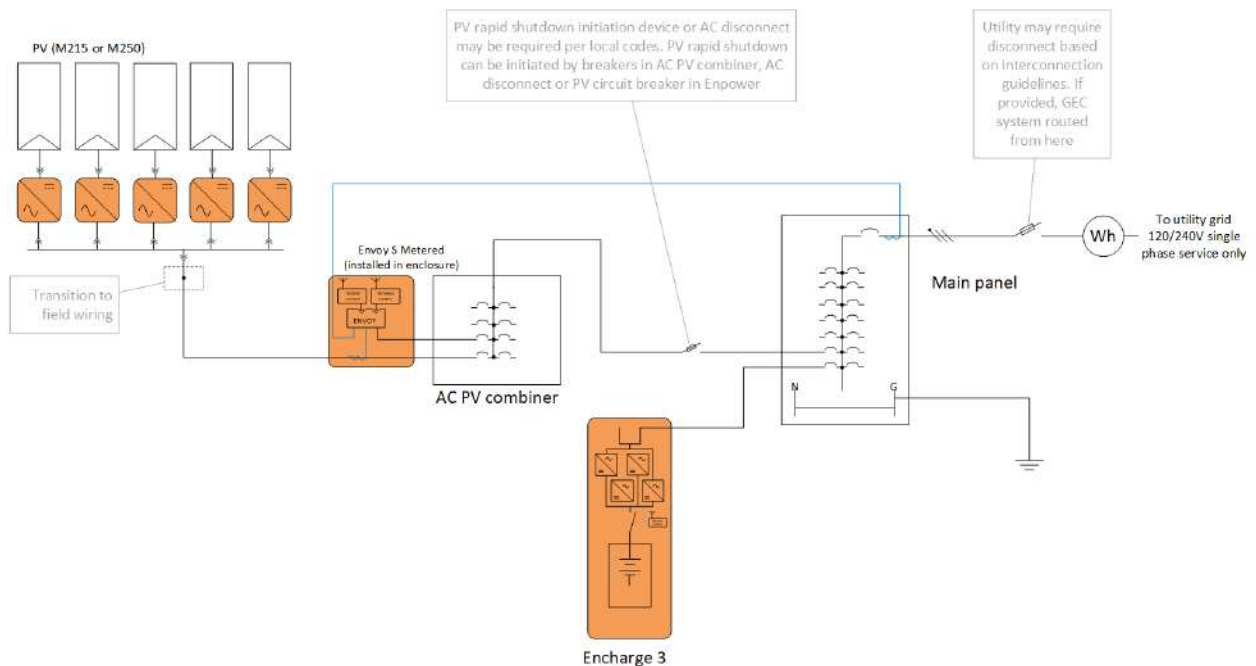 PV (M215 or M250)
PV rapid shutdown initiation device or AC disconnect
may be required per local codes. PV rapid shutdown
can be initiated by breakers in AC PV combiner, AC
disconnect or PV circuit breaker in Enpower
Utility may require
disconnect based
on interconnection
guidelines. If
provided, GEC
system routed
from here
Transition to
field wiring
Envoy S Metered
(installed in enclosure)
ENVOY
AC PV combiner
Main panel
N
G
Wh
To utility grid
120/240V single
phase service only
Encharge 3